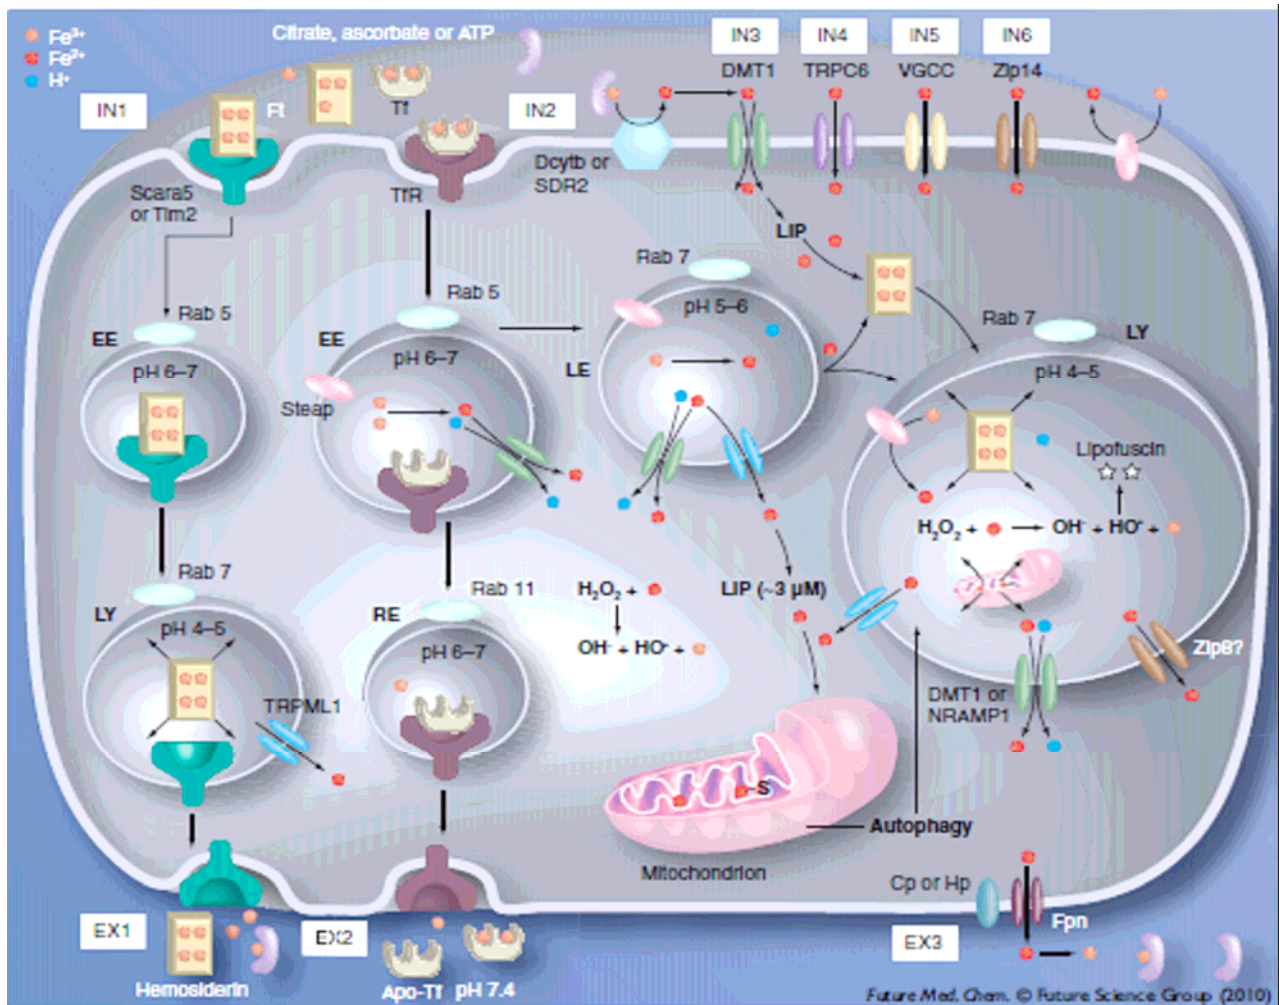 Fe³⁺
Fe²⁺
H⁺
Citrate, ascorbate or ATP
IN3
IN4
IN5
IN6
DMT1
TRPC6
VGCC
Zip14
IN1
Ft
Tf
IN2
Dcytb or
SDR2
Scara5
or Tim2
TfR
LIP
Rab 7
pH 5–6
Rab 5
Rab 5
Rab 7
LY
EE
EE
LE
pH 6–7
pH 6–7
pH 4–5
Steap
Lipofuscin
H₂O₂ +
OH⁻ + HO• +
Rab 7
Rab 11
H₂O₂ +
LIP (~3 µM)
LY
RE
pH 4–5
pH 6–7
OH⁻ + HO• +
Zip8?
TRPML1
DMT1 or
NRAMP1
S
Autophagy
Mitochondrion
Cp or Hp
Fpn
EX1
EX2
EX3
Hemosiderin
Apo-Tf
pH 7.4
Future Med. Chem. © Future Science Group (2010)